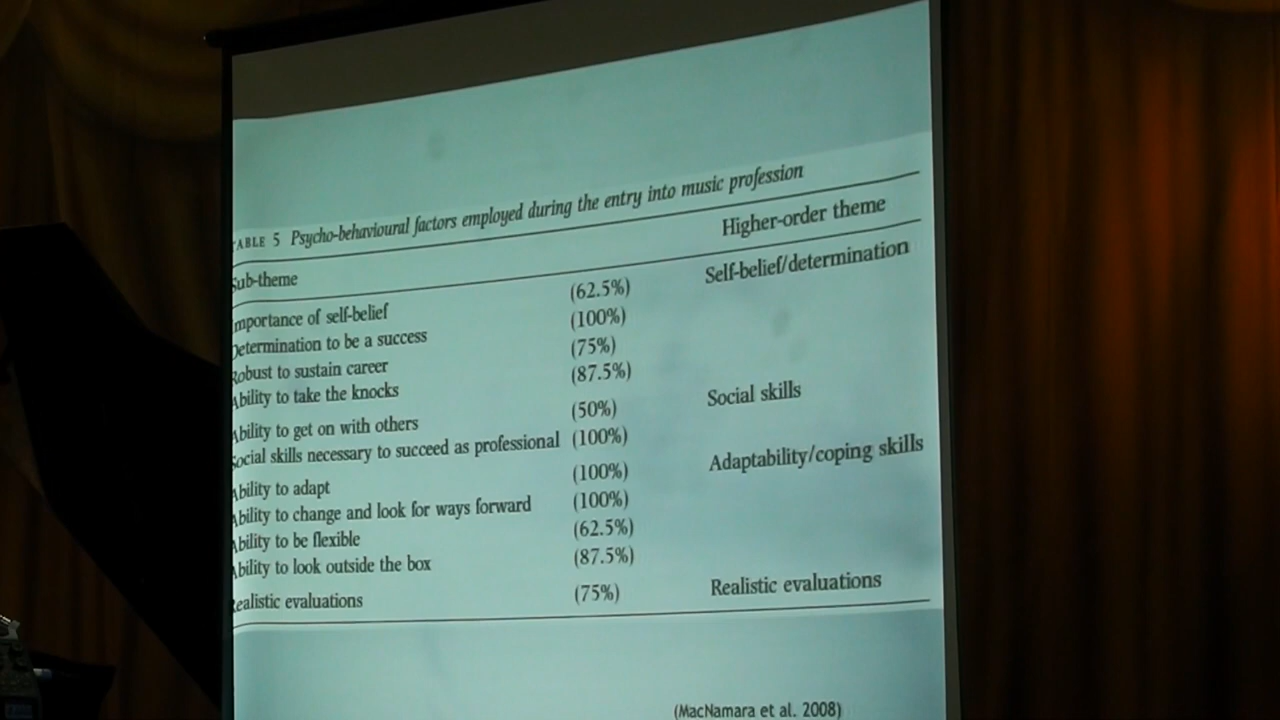 TABLE 5 Psycho-behavioural factors employed during the entry into music profession
Sub-theme Higher-order theme
Importance of self-belief (62.5%) Self-belief/determination
Determination to be a success (100%)
Robust to sustain career (75%)
Ability to take the knocks (87.5%)
Ability to get on with others (50%) Social skills
Social skills necessary to succeed as professional (100%)
Ability to adapt (100%) Adaptability/coping skills
Ability to change and look for ways forward (100%)
Ability to be flexible (62.5%)
Ability to look outside the box (87.5%)
Realistic evaluations (75%) Realistic evaluations
(MacNamara et al. 2008)